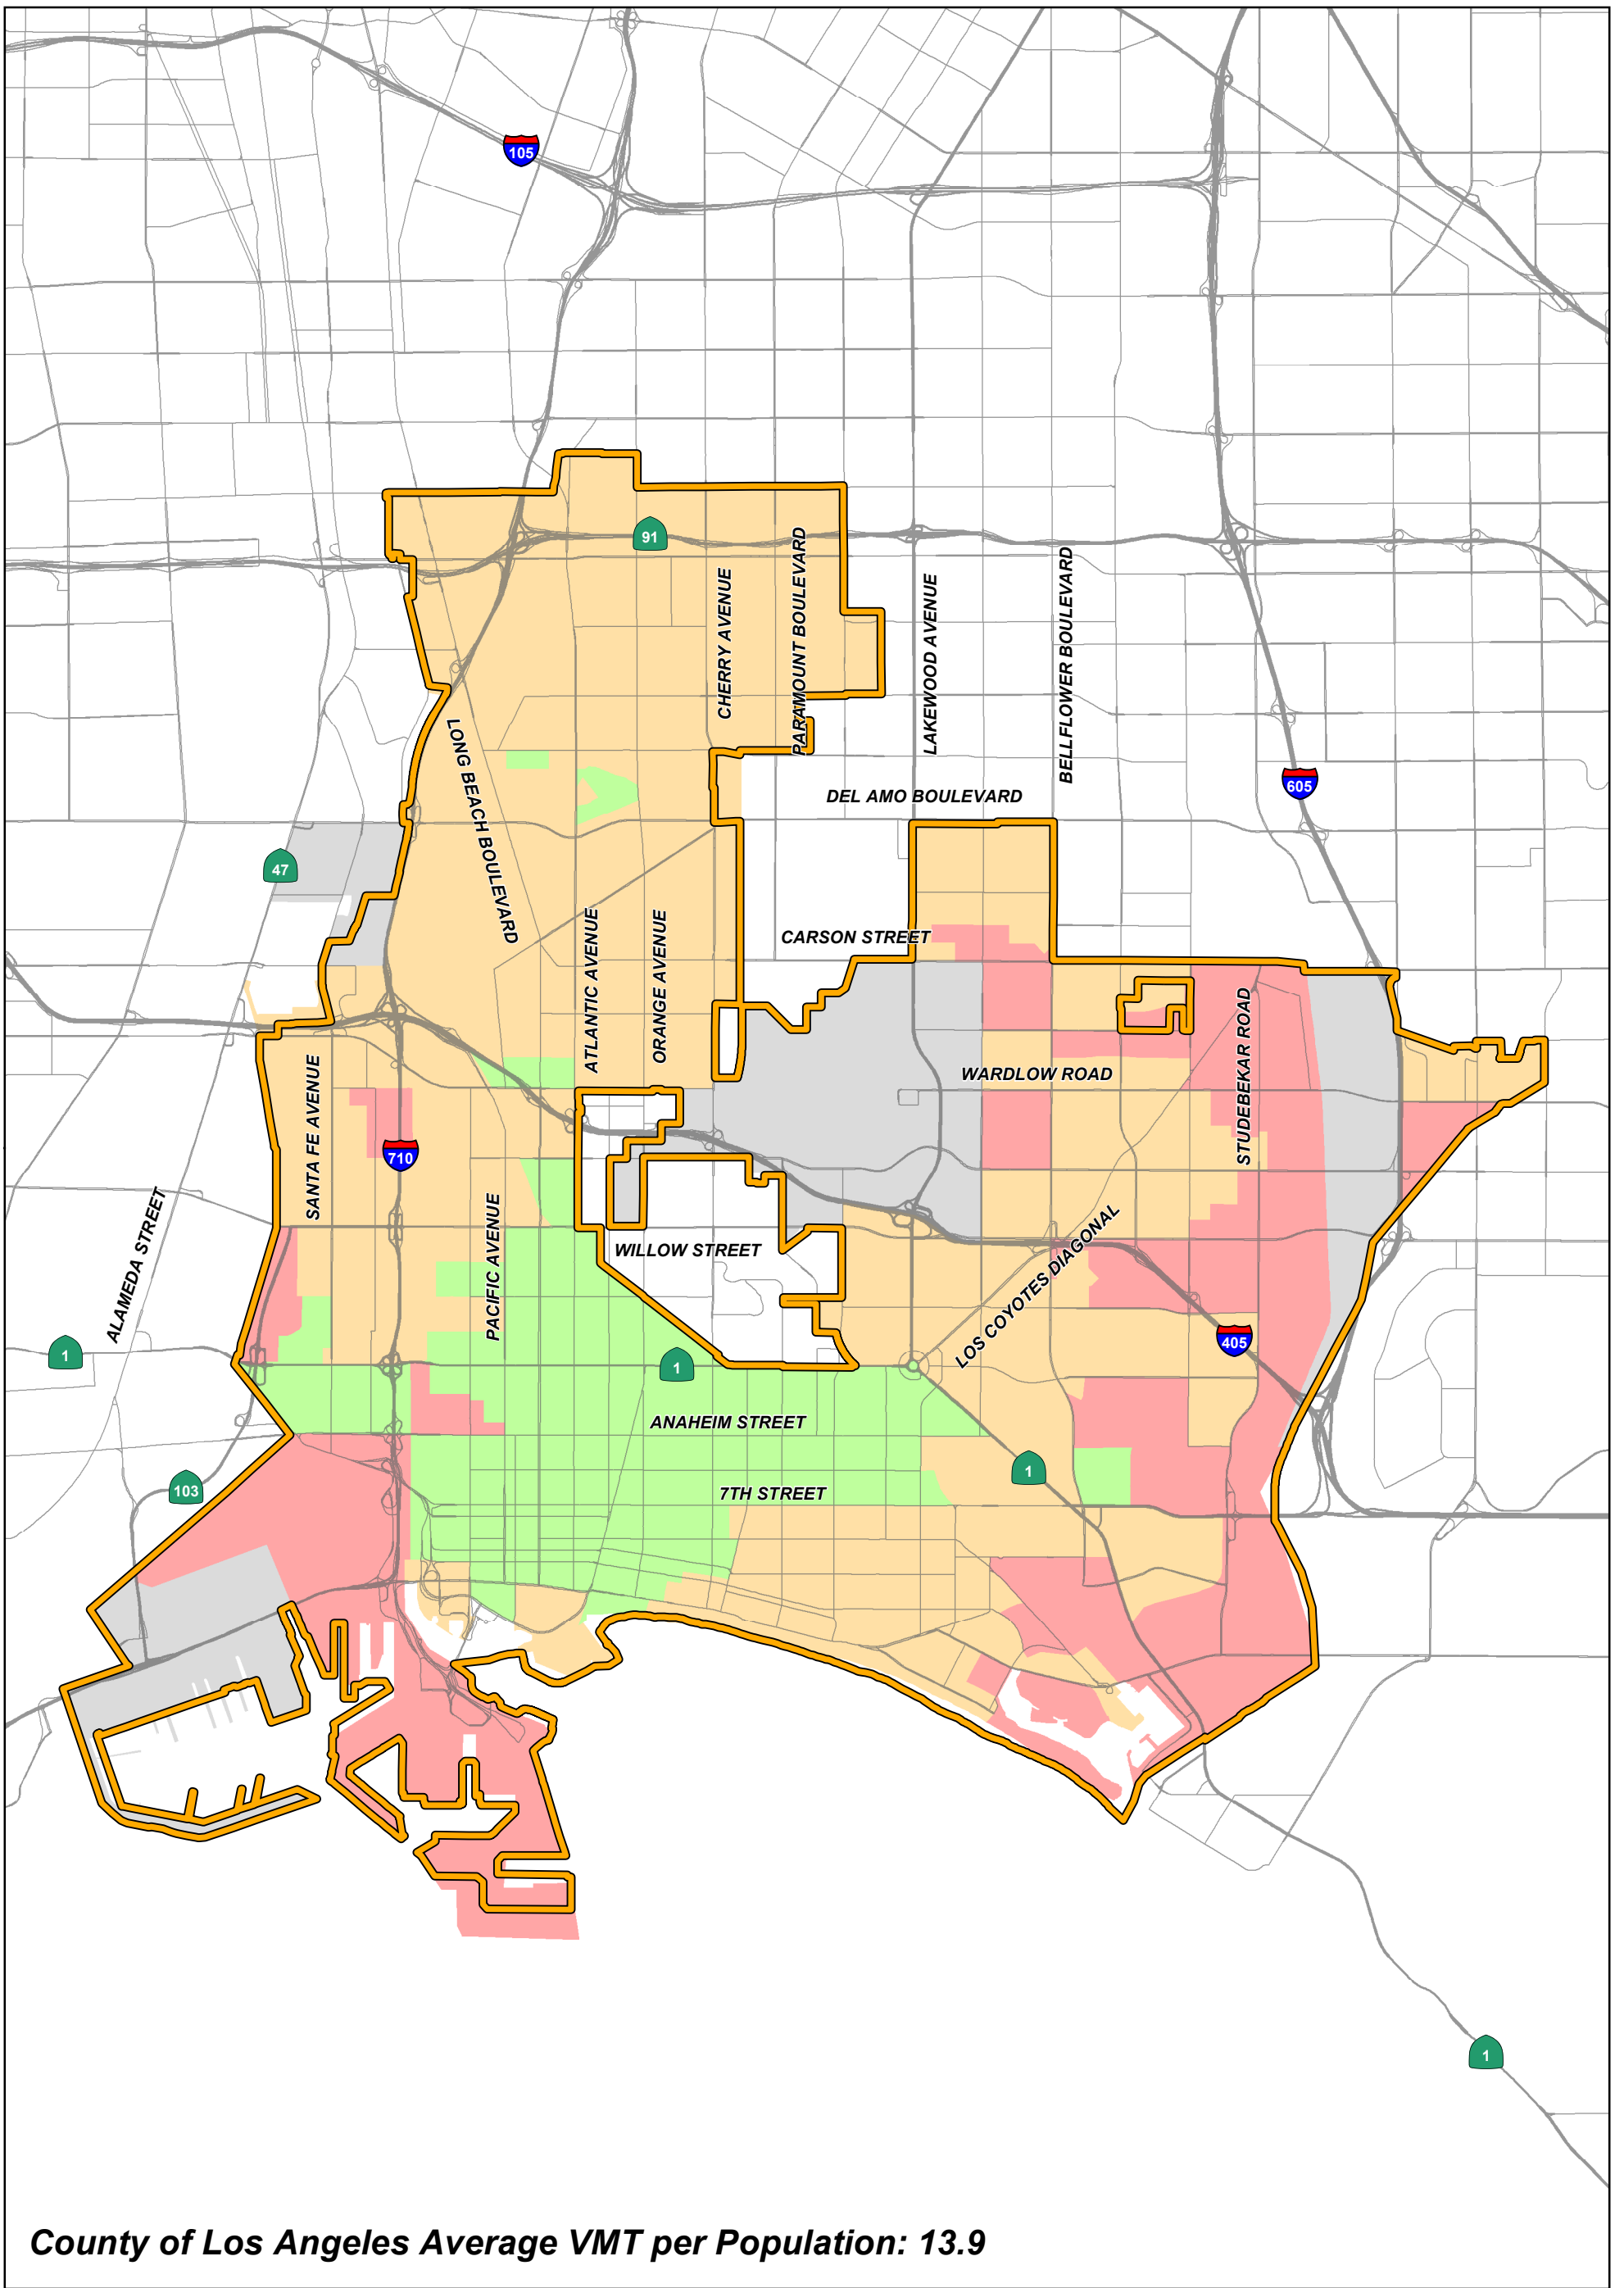 105
91
CHERRY AVENUE
PARAMOUNT BOULEVARD
LAKEWOOD AVENUE
BELLFLOWER BOULEVARD
605
LONG BEACH BOULEVARD
DEL AMO BOULEVARD
47
ATLANTIC AVENUE
ORANGE AVENUE
CARSON STREET
STUDEBEKAR ROAD
WARDLOW ROAD
SANTA FE AVENUE
710
ALAMEDA STREET
PACIFIC AVENUE
WILLOW STREET
LOS COYOTES DIAGONAL
405
1
1
ANAHEIM STREET
1
103
7TH STREET
1
County of Los Angeles Average VMT per Population: 13.9